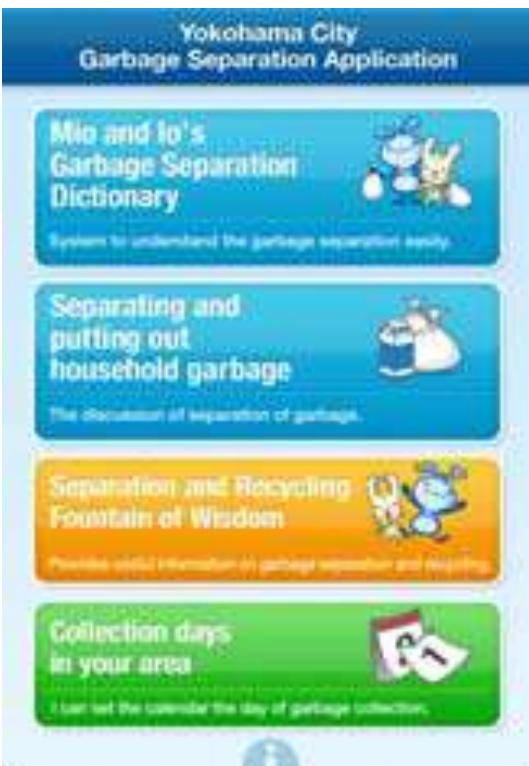 Yokohama City
Garbage Separation Application
Mio and Io's
Garbage Separation
Dictionary
System to understand the garbage separation easily.
Separating and
putting out
household garbage
The discussion of separation of garbage.
Separation and Recycling
Fountain of Wisdom
Provides useful information on garbage separation and recycling.
Collection days
in your area
I can set the calendar the day of garbage collection.